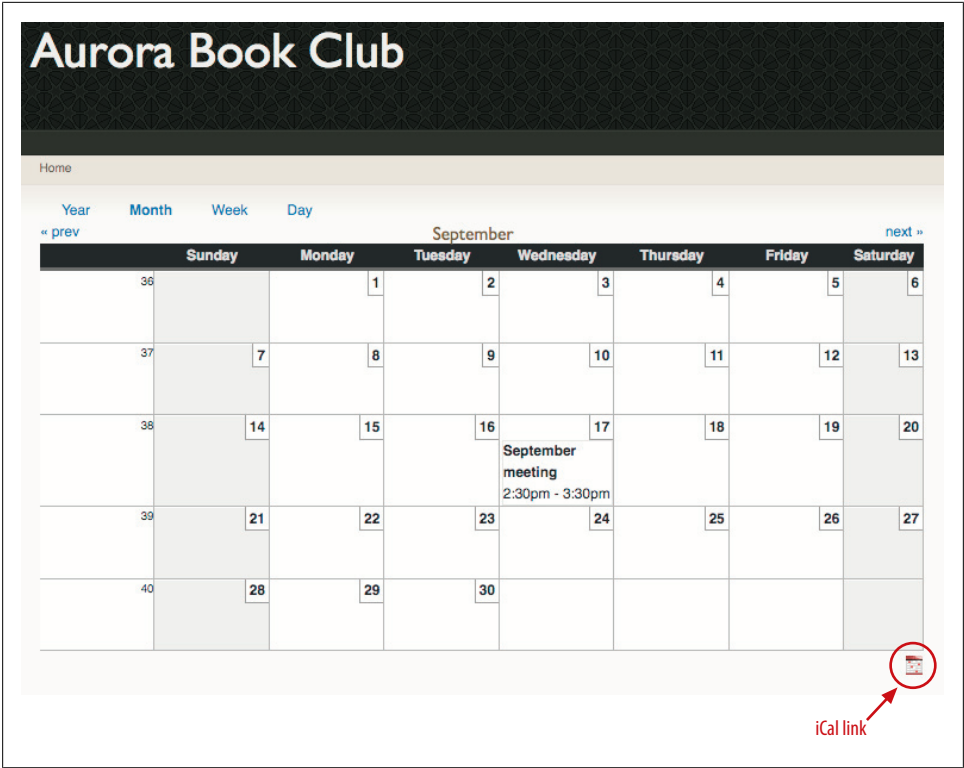 Aurora Book Club
Home
Year Month Week Day
« prev September next »
Sunday Monday Tuesday Wednesday Thursday Friday Saturday
36 1 2 3 4 5 6
37 7 8 9 10 11 12 13
38 14 15 16 17 18 19 20
September
meeting
2:30pm - 3:30pm
39 21 22 23 24 25 26 27
40 28 29 30
iCal link